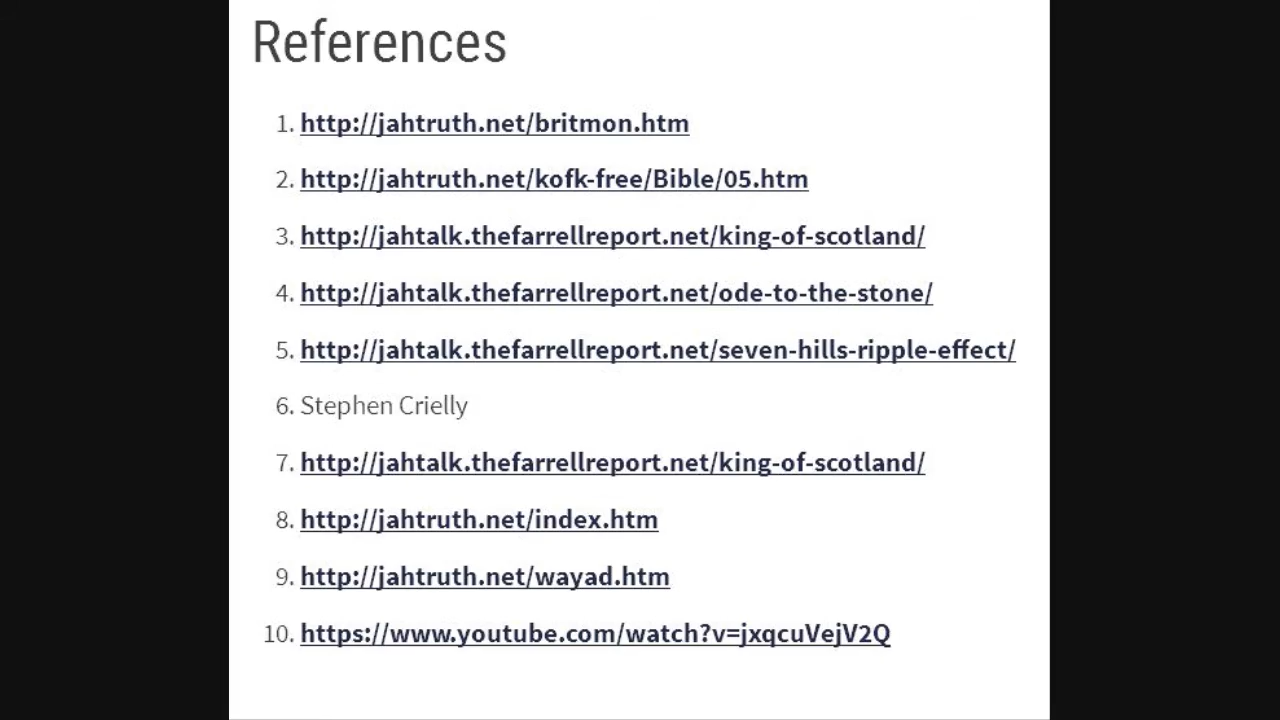 References
1. http://jahtruth.net/britmon.htm
2. http://jahtruth.net/kofk-free/Bible/05.htm
3. http://jahtalk.thefarrellreport.net/king-of-scotland/
4. http://jahtalk.thefarrellreport.net/ode-to-the-stone/
5. http://jahtalk.thefarrellreport.net/seven-hills-ripple-effect/
6. Stephen Crielly
7. http://jahtalk.thefarrellreport.net/king-of-scotland/
8. http://jahtruth.net/index.htm
9. http://jahtruth.net/wayad.htm
10. https://www.youtube.com/watch?v=jxqcuVejV2Q